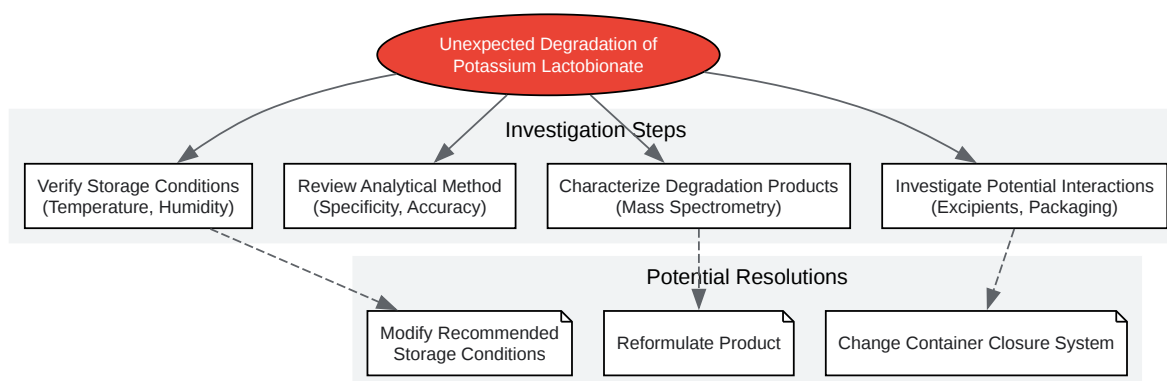 Unexpected Degradation of
Potassium Lactobionate
Investigation Steps
Verify Storage Conditions
(Temperature, Humidity)
Review Analytical Method
(Specificity, Accuracy)
Characterize Degradation Products
(Mass Spectrometry)
Investigate Potential Interactions
(Excipients, Packaging)
Potential Resolutions
Modify Recommended
Storage Conditions
Reformulate Product
Change Container Closure System